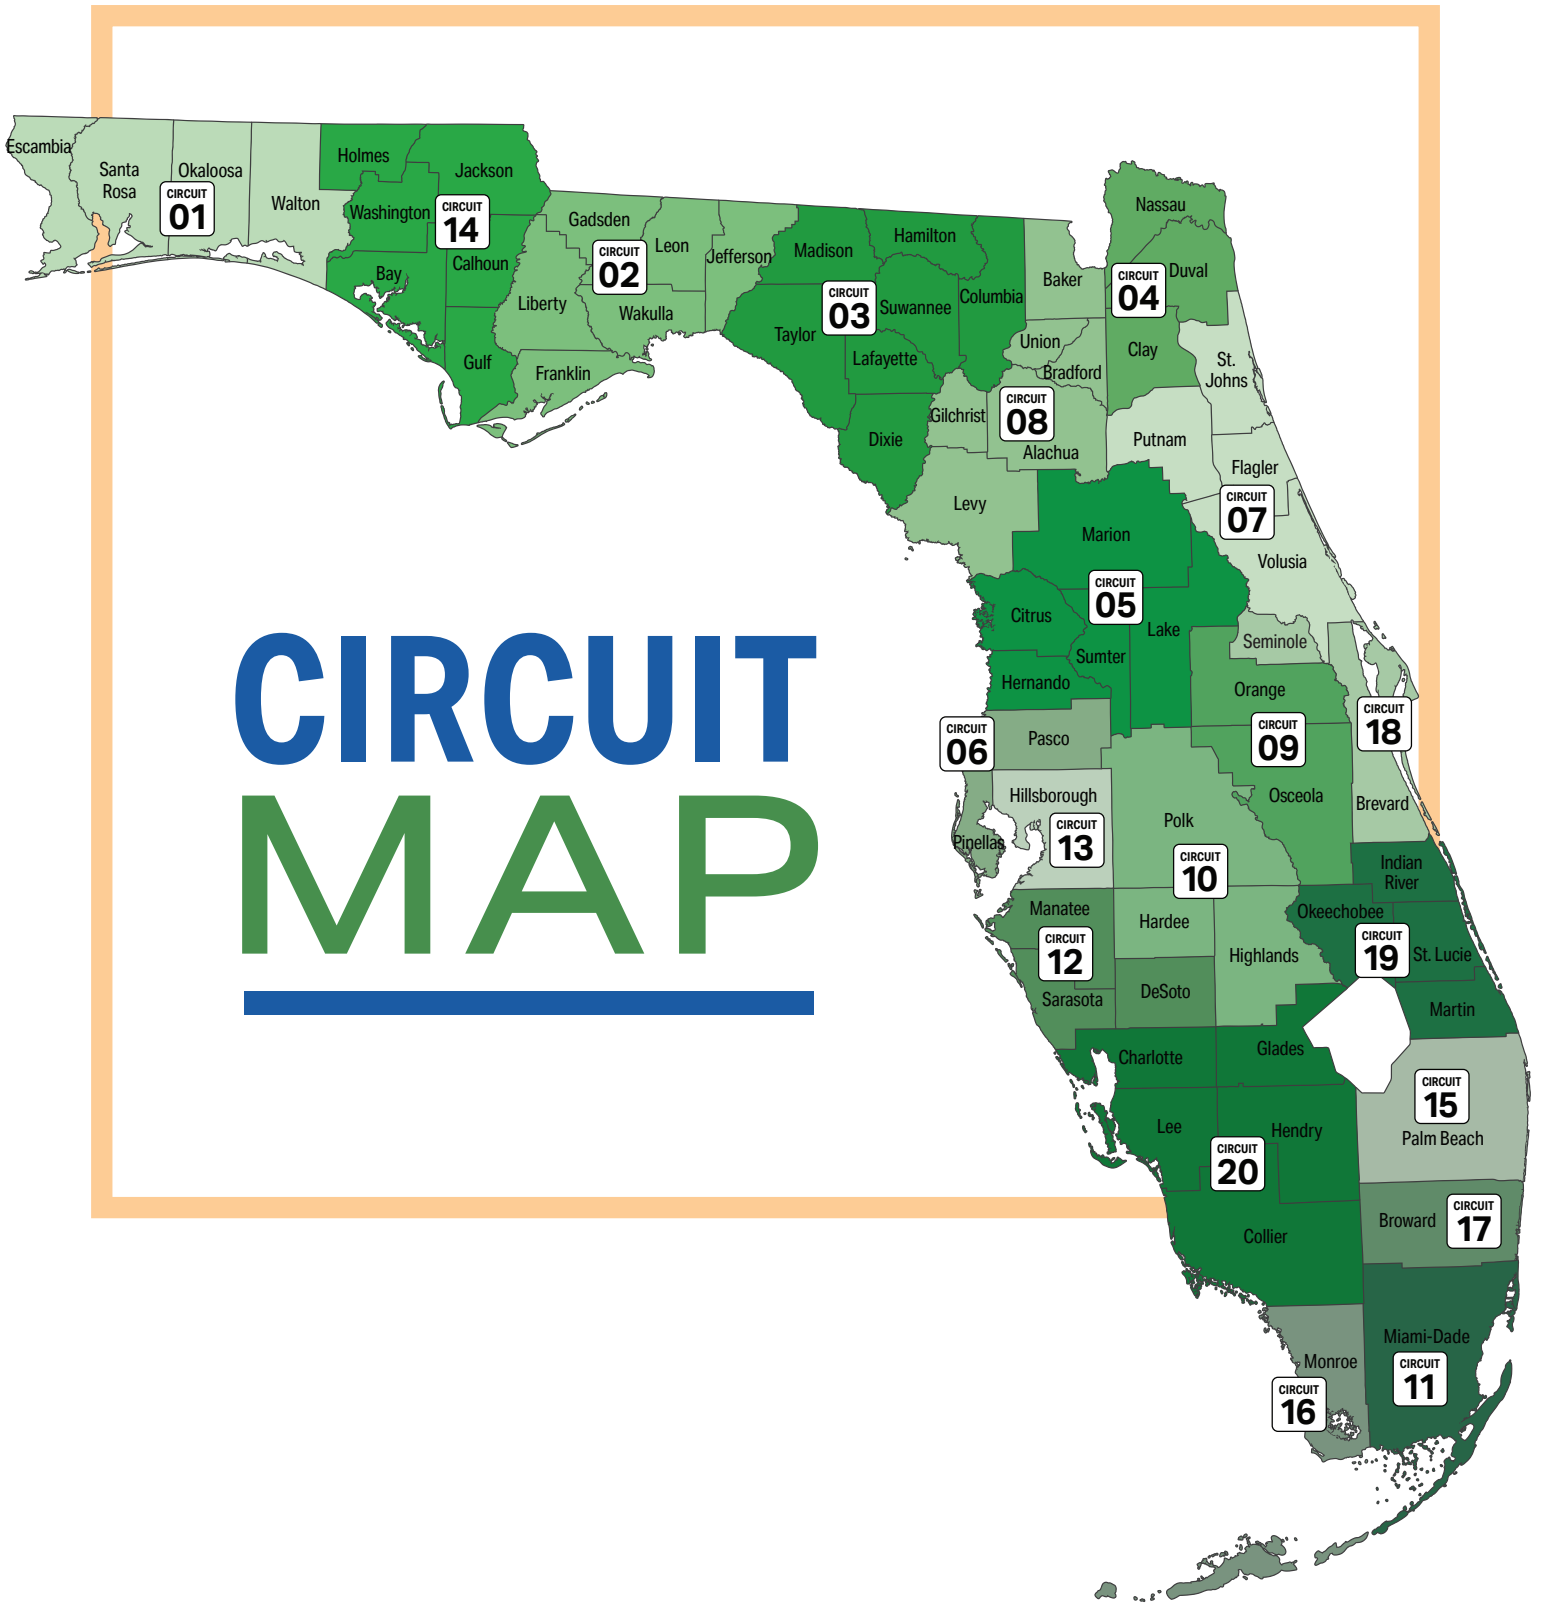 Escambia
Santa
Rosa
Okaloosa
CIRCUIT
01
Walton
Holmes
Jackson
Washington
CIRCUIT
14
Calhoun
Bay
Gulf
Gadsden
Leon
Jefferson
CIRCUIT
02
Liberty
Wakulla
Franklin
Madison
Hamilton
CIRCUIT
03
Suwannee
Columbia
Taylor
Lafayette
Dixie
Nassau
Baker
CIRCUIT
04
Duval
Clay
Union
Bradford
Gilchrist
CIRCUIT
08
Alachua
Levy
St.
Johns
Putnam
Flagler
CIRCUIT
07
Volusia
Marion
CIRCUIT
05
Citrus
Lake
Sumter
Hernando
Seminole
Orange
CIRCUIT
09
Osceola
CIRCUIT
18
Brevard
CIRCUIT
06
Pasco
Pinellas
Hillsborough
CIRCUIT
13
Polk
CIRCUIT
10
Hardee
Highlands
CIRCUIT
MAP
Manatee
CIRCUIT
12
Sarasota
DeSoto
Indian
River
Okeechobee
CIRCUIT
19
St. Lucie
Martin
Charlotte
Glades
Lee
Hendry
CIRCUIT
20
Collier
CIRCUIT
15
Palm Beach
Broward
CIRCUIT
17
Miami-Dade
CIRCUIT
11
Monroe
CIRCUIT
16